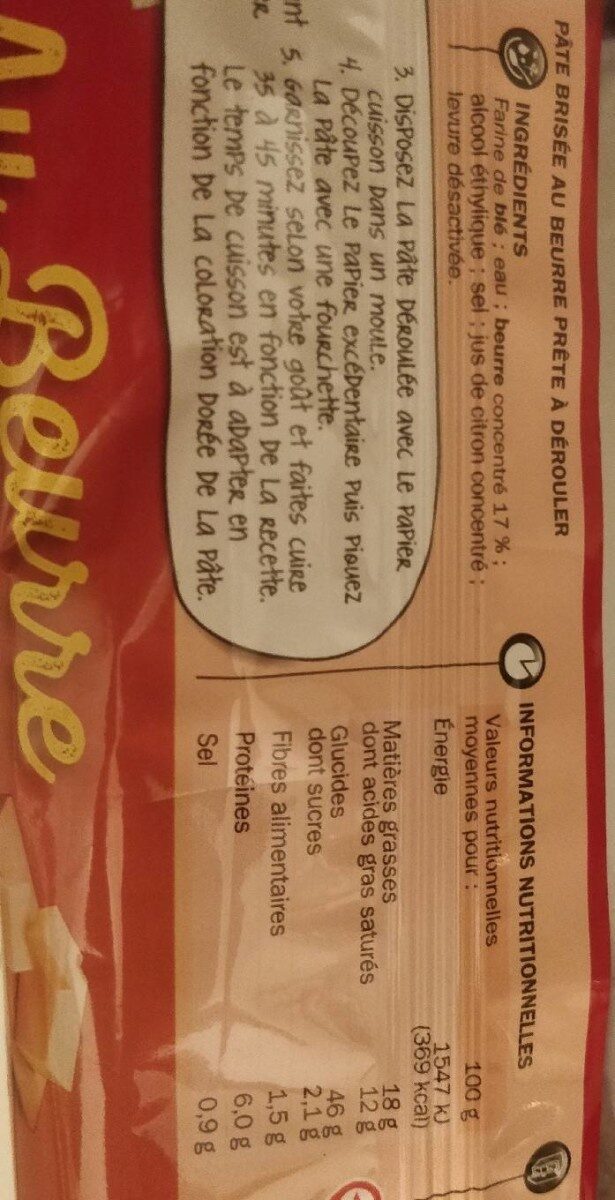 PÂTE BRISÉE AU BEURRE PRÊTE À DÉROULER
INGRÉDIENTS
Farine de blé ; eau ; beurre concentré 17 % ;
alcool éthylique ; sel ; jus de citron concentré ;
levure désactivée.
3. Disposez la pâte déroulée avec le papier
cuisson dans un moule.
4. Découpez le papier excédentaire puis piquez
la pâte avec une fourchette.
5. Garnissez selon votre goût et faites cuire
35 à 45 minutes en fonction de la recette.
Le temps de cuisson est à adapter en
fonction de la coloration dorée de la pâte.
INFORMATIONS NUTRITIONNELLES
Valeurs nutritionnelles
moyennes pour : 100 g
Énergie 1547 kJ
(369 kcal)
Matières grasses 18 g
dont acides gras saturés 12 g
Glucides 46 g
dont sucres 2,1 g
Fibres alimentaires 1,5 g
Protéines 6,0 g
Sel 0,9 g
Beurre